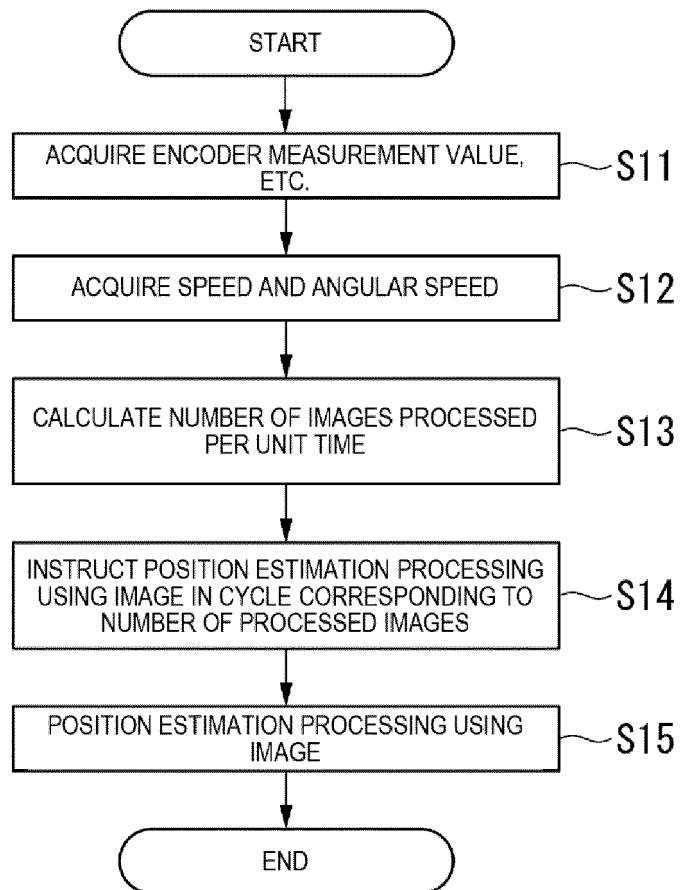 START
ACQUIRE ENCODER MEASUREMENT VALUE,
ETC.
S11
ACQUIRE SPEED AND ANGULAR SPEED
S12
CALCULATE NUMBER OF IMAGES PROCESSED
PER UNIT TIME
S13
INSTRUCT POSITION ESTIMATION PROCESSING
USING IMAGE IN CYCLE CORRESPONDING TO
NUMBER OF PROCESSED IMAGES
S14
POSITION ESTIMATION PROCESSING USING
IMAGE
S15
END